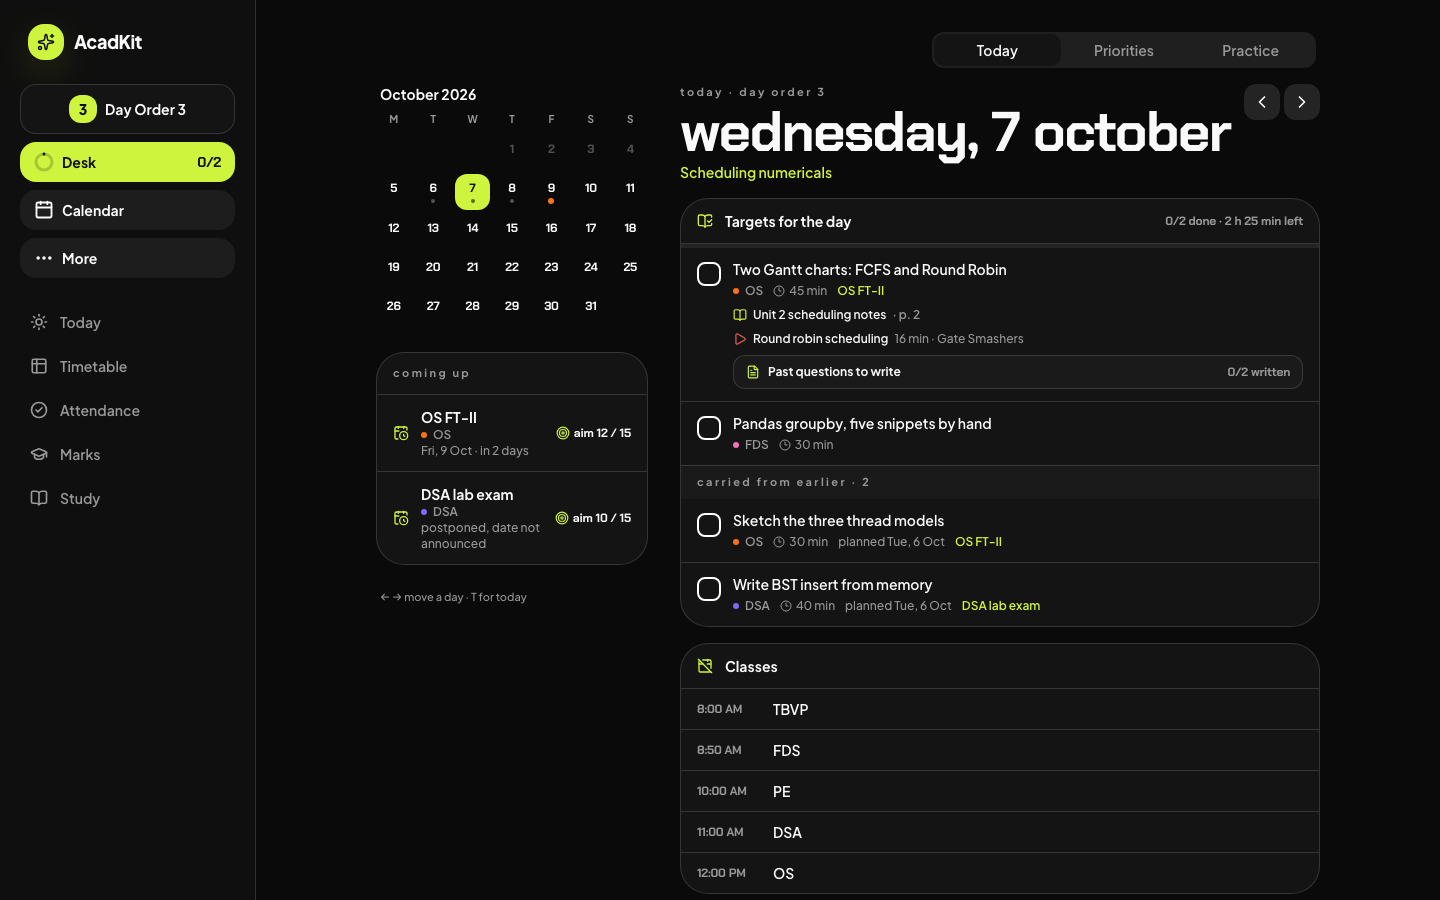 AcadKit
3 Day Order 3
Desk 0/2
Calendar
More
Today
Timetable
Attendance
Marks
Study
Today Priorities Practice
October 2026
M T W T F S S
1 2 3 4
5 6 7 8 9 10 11
12 13 14 15 16 17 18
19 20 21 22 23 24 25
26 27 28 29 30 31
coming up
OS FT-II
OS
Fri, 9 Oct · in 2 days
aim 12 / 15
DSA lab exam
DSA
postponed, date not
announced
aim 10 / 15
← → move a day · T for today
today · day order 3
wednesday, 7 october
Scheduling numericals
Targets for the day 0/2 done · 2 h 25 min left
Two Gantt charts: FCFS and Round Robin
OS 45 min OS FT-II
Unit 2 scheduling notes · p. 2
Round robin scheduling 16 min · Gate Smashers
Past questions to write 0/2 written
Pandas groupby, five snippets by hand
FDS 30 min
carried from earlier · 2
Sketch the three thread models
OS 30 min planned Tue, 6 Oct OS FT-II
Write BST insert from memory
DSA 40 min planned Tue, 6 Oct DSA lab exam
Classes
8:00 AM TBVP
8:50 AM FDS
10:00 AM PE
11:00 AM DSA
12:00 PM OS